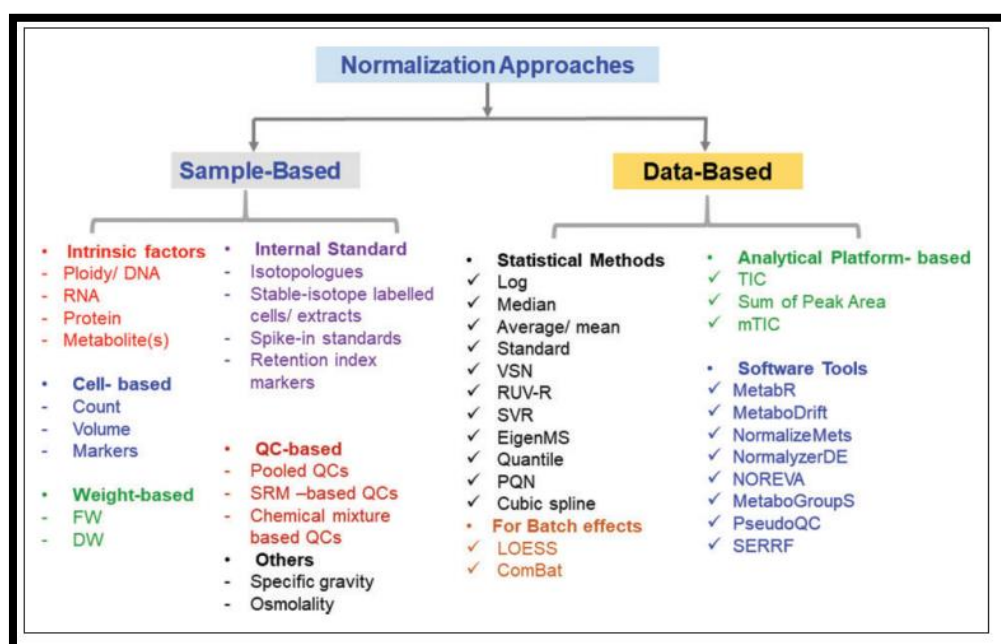 Normalization Approaches
Sample-Based
• Intrinsic factors
- Ploidy/ DNA
- RNA
- Protein
- Metabolite(s)
• Cell- based
- Count
- Volume
- Markers
• Weight-based
- FW
- DW
• Internal Standard
- Isotopologues
- Stable-isotope labelled
cells/ extracts
- Spike-in standards
- Retention index
markers
• QC-based
- Pooled QCs
- SRM –based QCs
- Chemical mixture
based QCs
• Others
- Specific gravity
- Osmolality
Data-Based
• Statistical Methods
✓ Log
✓ Median
✓ Average/ mean
✓ Standard
✓ VSN
✓ RUV-R
✓ SVR
✓ EigenMS
✓ Quantile
✓ PQN
✓ Cubic spline
• For Batch effects
✓ LOESS
✓ ComBat
• Analytical Platform- based
✓ TIC
✓ Sum of Peak Area
✓ mTIC
• Software Tools
✓ MetabR
✓ MetaboDrift
✓ NormalizeMets
✓ NormalyzerDE
✓ NOREVA
✓ MetaboGroupS
✓ PseudoQC
✓ SERRF